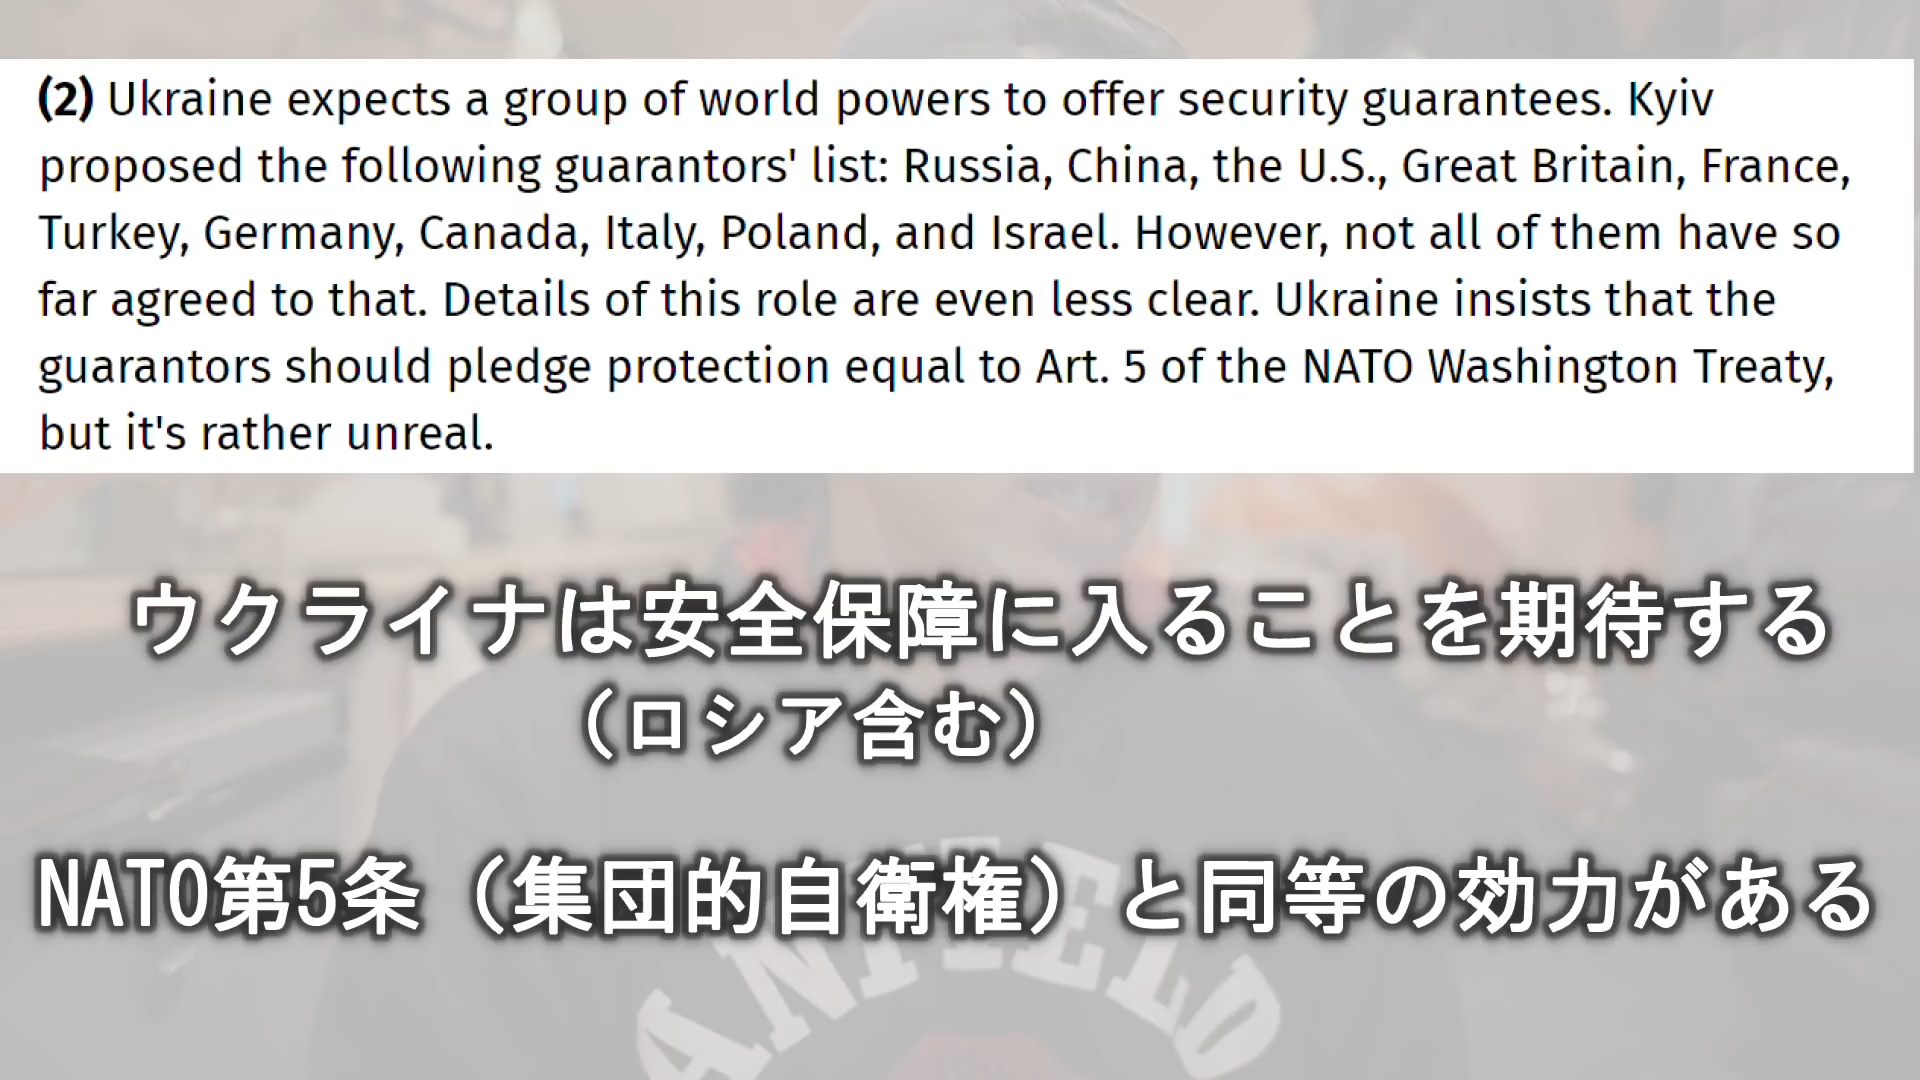 (2) Ukraine expects a group of world powers to offer security guarantees. Kyiv
proposed the following guarantors' list: Russia, China, the U.S., Great Britain, France,
Turkey, Germany, Canada, Italy, Poland, and Israel. However, not all of them have so
far agreed to that. Details of this role are even less clear. Ukraine insists that the
guarantors should pledge protection equal to Art. 5 of the NATO Washington Treaty,
but it's rather unreal.
ウクライナは安全保障に入ることを期待する
（ロシア含む）
NATO第5条（集団的自衛権）と同等の効力がある
ANFIELD